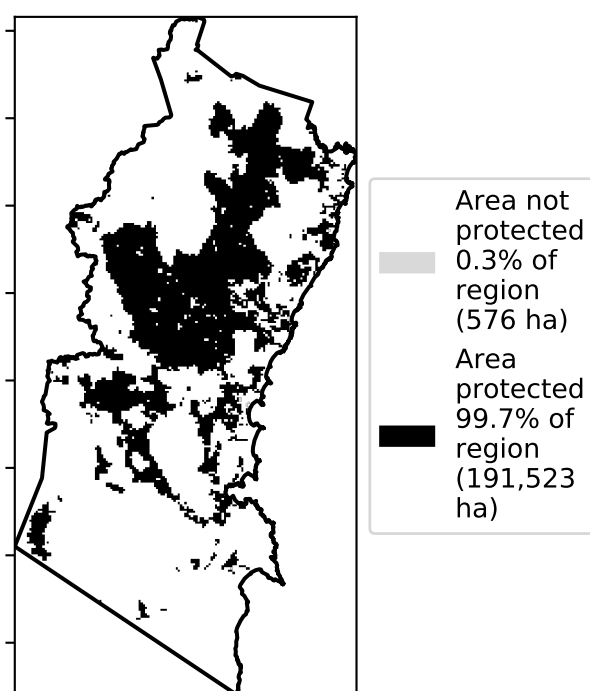 Area not
protected
0.3% of
region
(576 ha)
Area
protected
99.7% of
region
(191,523
ha)